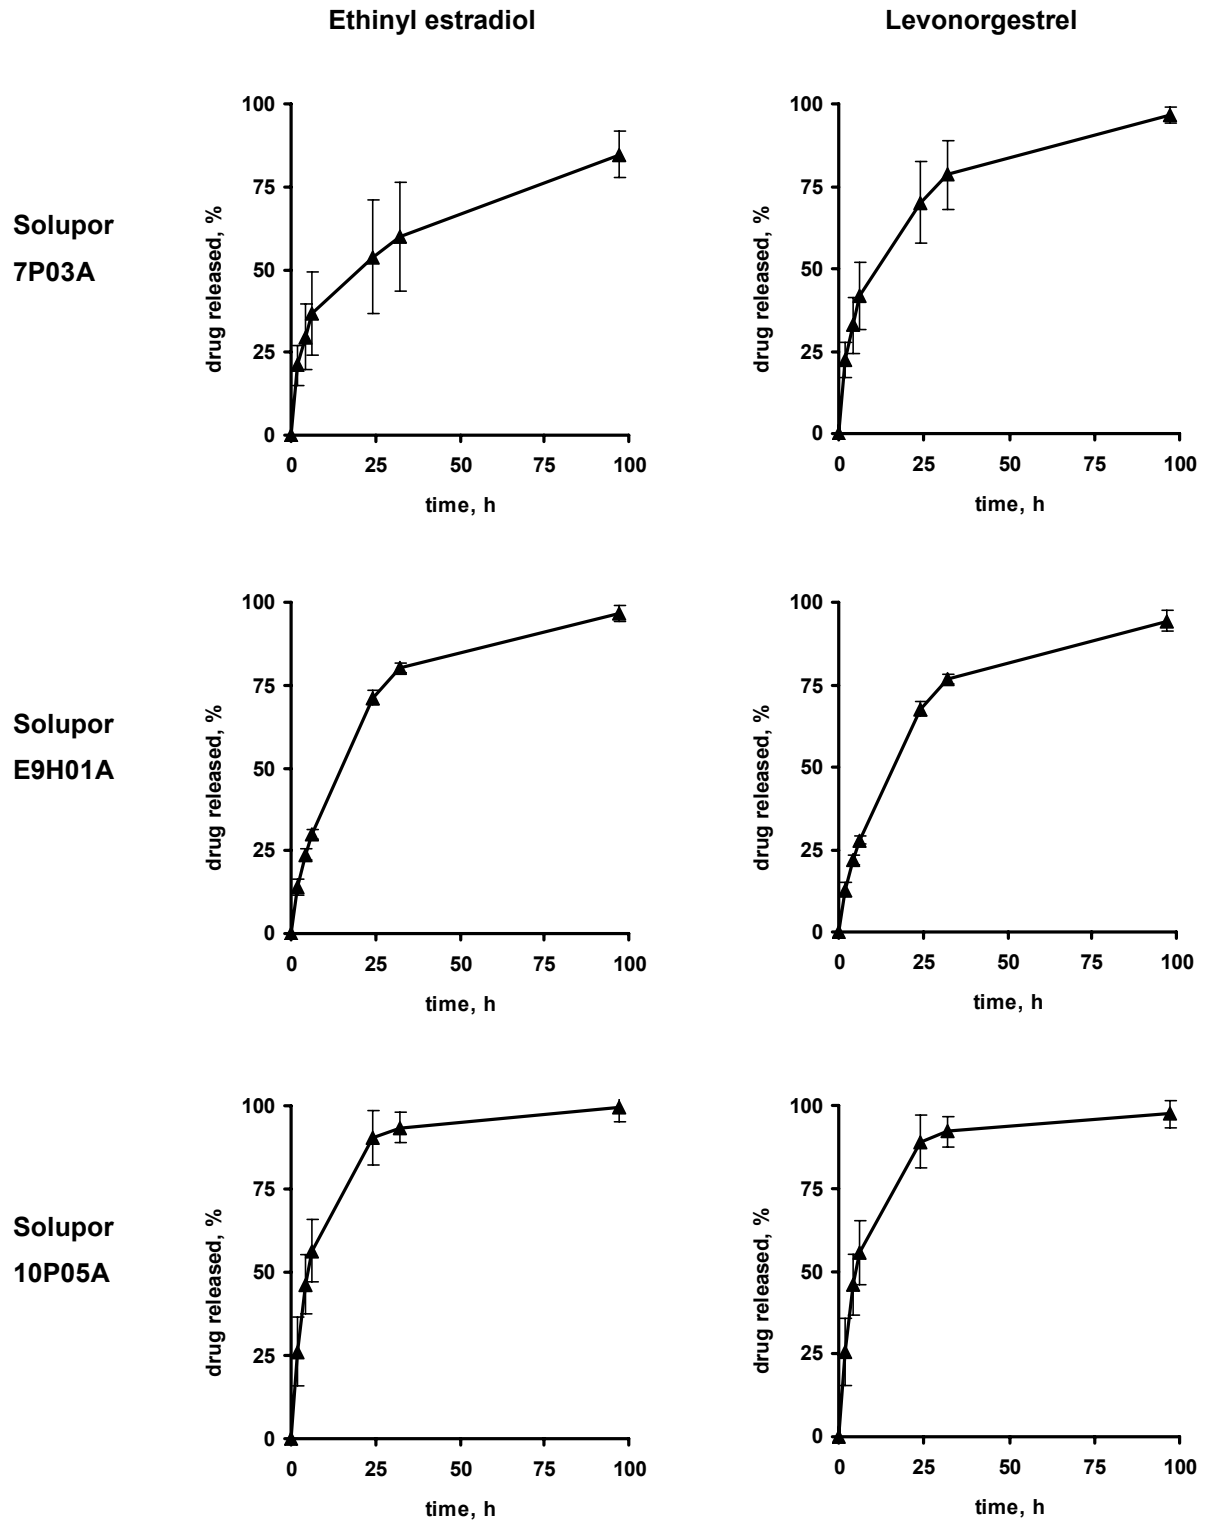 Ethinyl estradiol
Levonorgestrel
Solupor
7P03A
drug released, %
100
75
50
25
0
0 25 50 75 100
time, h
drug released, %
100
75
50
25
0
0 25 50 75 100
time, h
Solupor
E9H01A
drug released, %
100
75
50
25
0
0 25 50 75 100
time, h
drug released, %
100
75
50
25
0
0 25 50 75 100
time, h
Solupor
10P05A
drug released, %
100
75
50
25
0
0 25 50 75 100
time, h
drug released, %
100
75
50
25
0
0 25 50 75 100
time, h